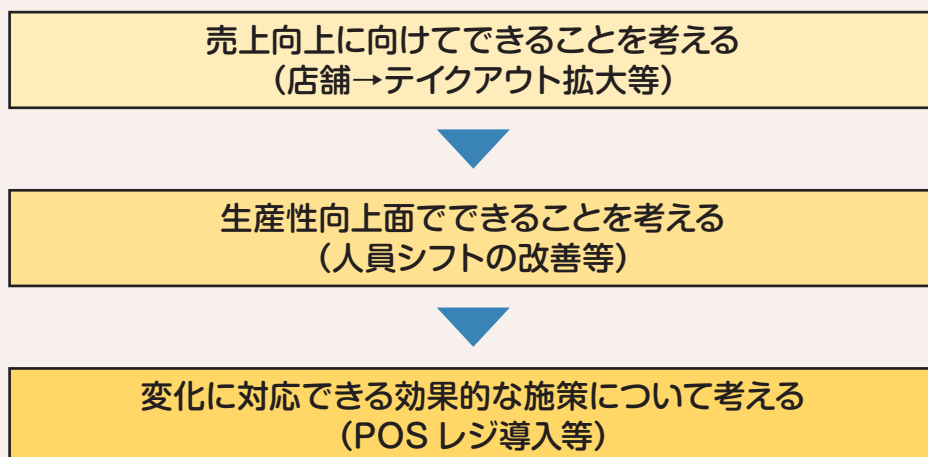 売上向上に向けてできることを考える
（店舗→テイクアウト拡大等）
生産性向上面でできることを考える
（人員シフトの改善等）
変化に対応できる効果的な施策について考える
（POSレジ導入等）